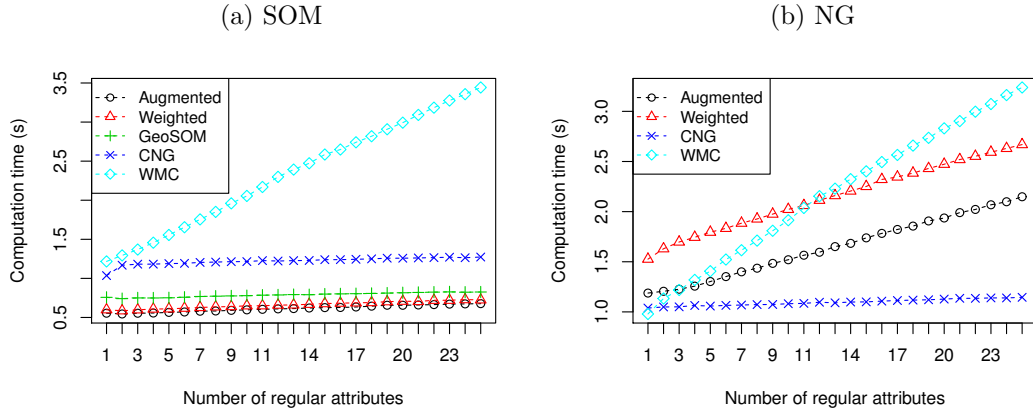 (a) SOM
Computation time (s)
0.5 1.5 2.5 3.5
Augmented
Weighted
GeoSOM
CNG
WMC
1 3 5 7 9 11 14 17 20 23
Number of regular attributes
(b) NG
Computation time (s)
1.0 1.5 2.0 2.5 3.0
Augmented
Weighted
CNG
WMC
1 3 5 7 9 11 14 17 20 23
Number of regular attributes